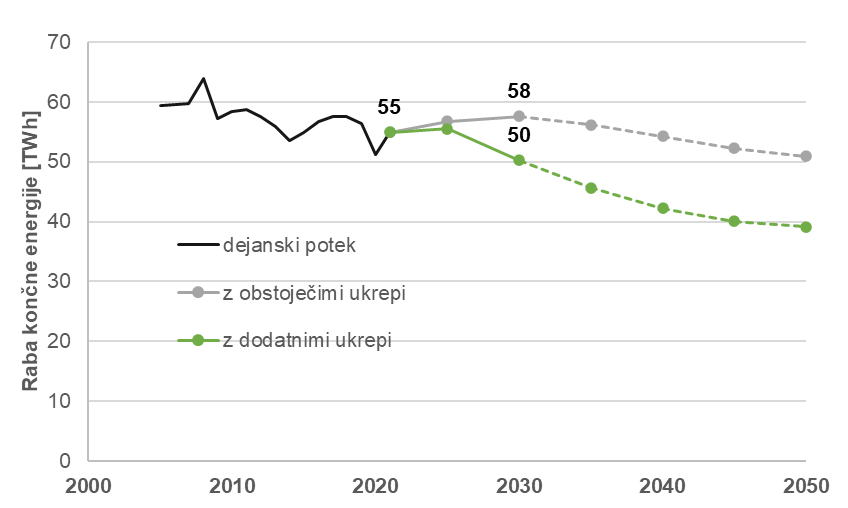 Raba končne energije [TWh]
70
60
50
40
30
20
10
0
55
58
50
dejanski potek
z obstoječimi ukrepi
z dodatnimi ukrepi
2000 2010 2020 2030 2040 2050